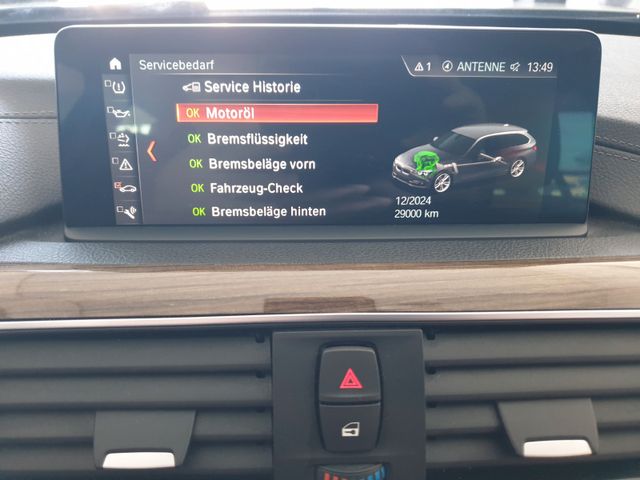 Servicebedarf
1 ANTENNE 13:49
Service Historie
OK Motoröl
OK Bremsflüssigkeit
OK Bremsbeläge vorn
OK Fahrzeug-Check
OK Bremsbeläge hinten
12/2024
29000 km